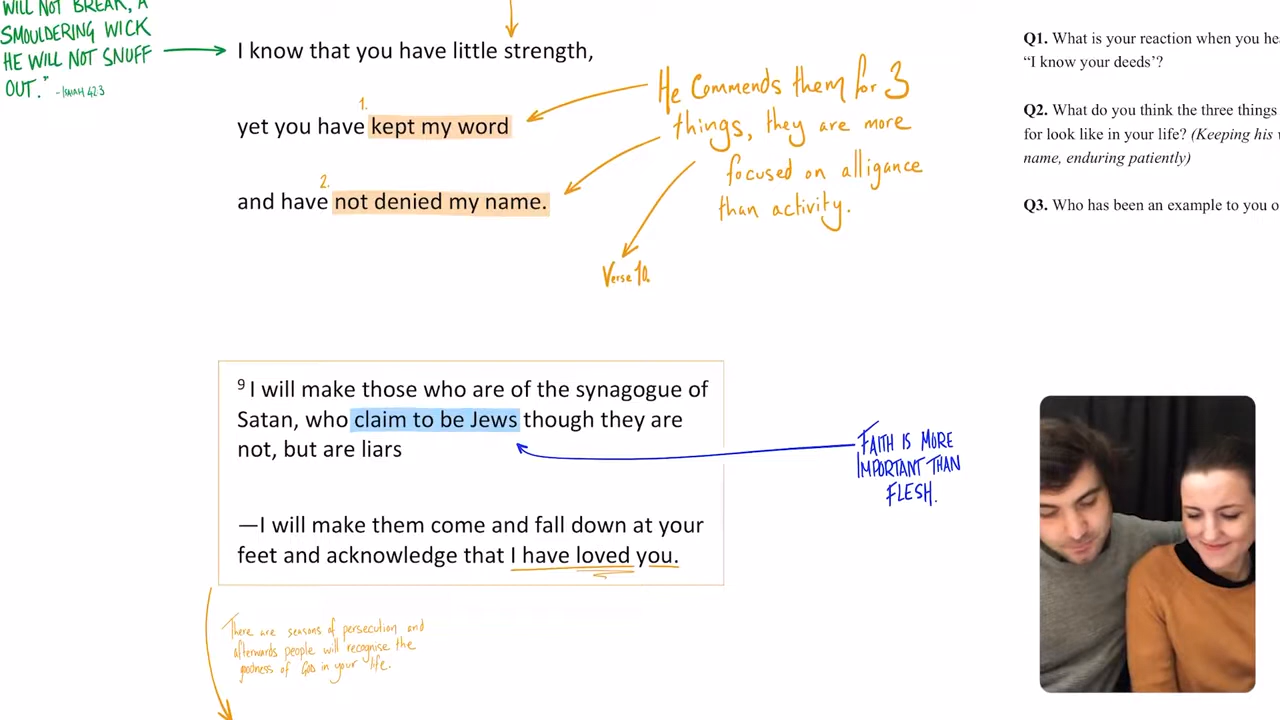 WILL NOT BREAK, A
SMOULDERING WICK
HE WILL NOT SNUFF
OUT." - ISAIAH 42:3
I know that you have little strength,
1.
yet you have kept my word
2.
and have not denied my name.
He Commends them for 3
things, they are more
focused on alligance
than activity.
Verse 10.
9 I will make those who are of the synagogue of
Satan, who claim to be Jews though they are
not, but are liars
FAITH IS MORE
IMPORTANT THAN
FLESH.
—I will make them come and fall down at your
feet and acknowledge that I have loved you.
There are seasons of persecution and
afterwards people will recognise the
goodness of God in your life.
Q1. What is your reaction when you he
"I know your deeds'?
Q2. What do you think the three things
for look like in your life? (Keeping his
name, enduring patiently)
Q3. Who has been an example to you o